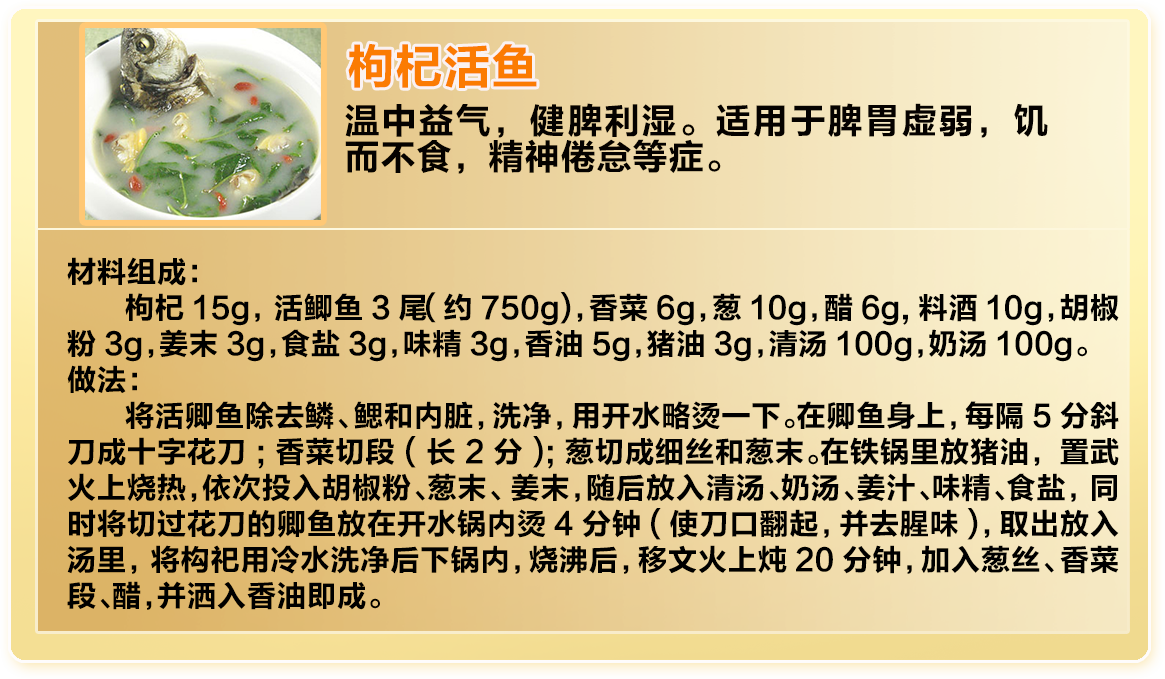 枸杞活鱼
温中益气，健脾利湿。适用于脾胃虚弱，饥
而不食，精神倦怠等症。
材料组成：
枸杞 15g，活鲫鱼 3 尾(约 750g)，香菜 6g，葱 10g，醋 6g，料酒 10g，胡椒
粉 3g，姜末 3g，食盐 3g，味精 3g，香油 5g，猪油 3g，清汤 100g，奶汤 100g。
做法：
将活卿鱼除去鳞、鳃和内脏，洗净，用开水略烫一下。在卿鱼身上，每隔 5 分斜
刀成十字花刀；香菜切段（长 2 分）；葱切成细丝和葱末。在铁锅里放猪油，置武
火上烧热，依次投入胡椒粉、葱末、姜末，随后放入清汤、奶汤、姜汁、味精、食盐，同
时将切过花刀的卿鱼放在开水锅内烫 4 分钟（使刀口翻起，并去腥味），取出放入
汤里，将构祀用冷水洗净后下锅内，烧沸后，移文火上炖 20 分钟，加入葱丝、香菜
段、醋，并洒入香油即成。